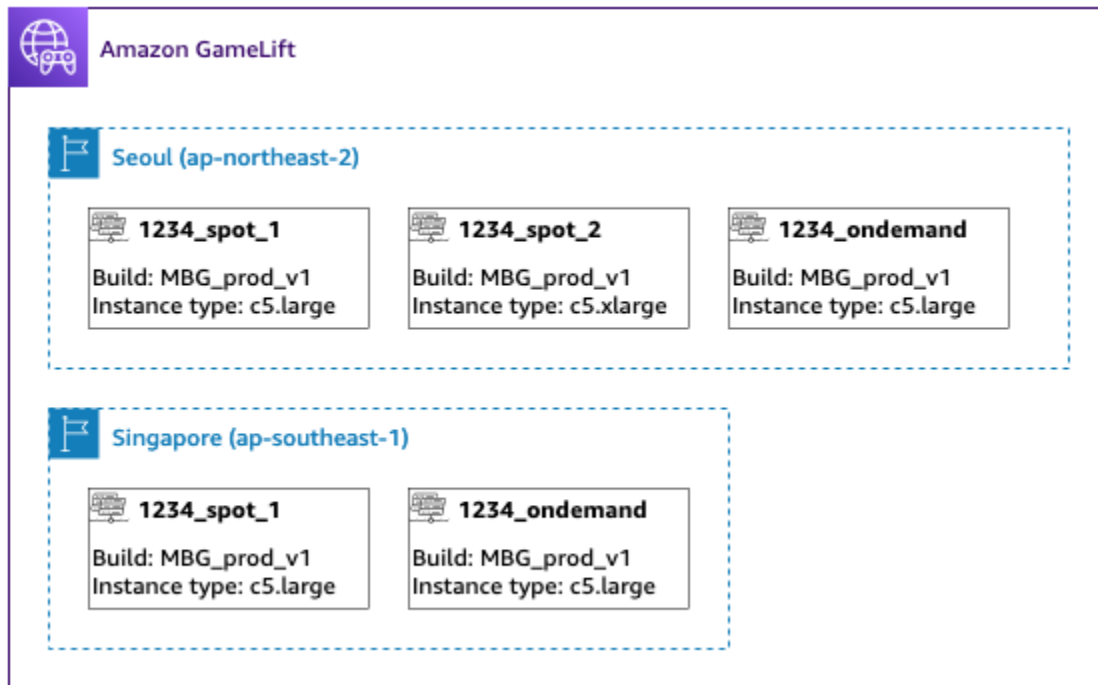 Amazon GameLift
Seoul (ap-northeast-2)
1234_spot_1
Build: MBG_prod_v1
Instance type: c5.large
1234_spot_2
Build: MBG_prod_v1
Instance type: c5.xlarge
1234_ondemand
Build: MBG_prod_v1
Instance type: c5.large
Singapore (ap-southeast-1)
1234_spot_1
Build: MBG_prod_v1
Instance type: c5.large
1234_ondemand
Build: MBG_prod_v1
Instance type: c5.large